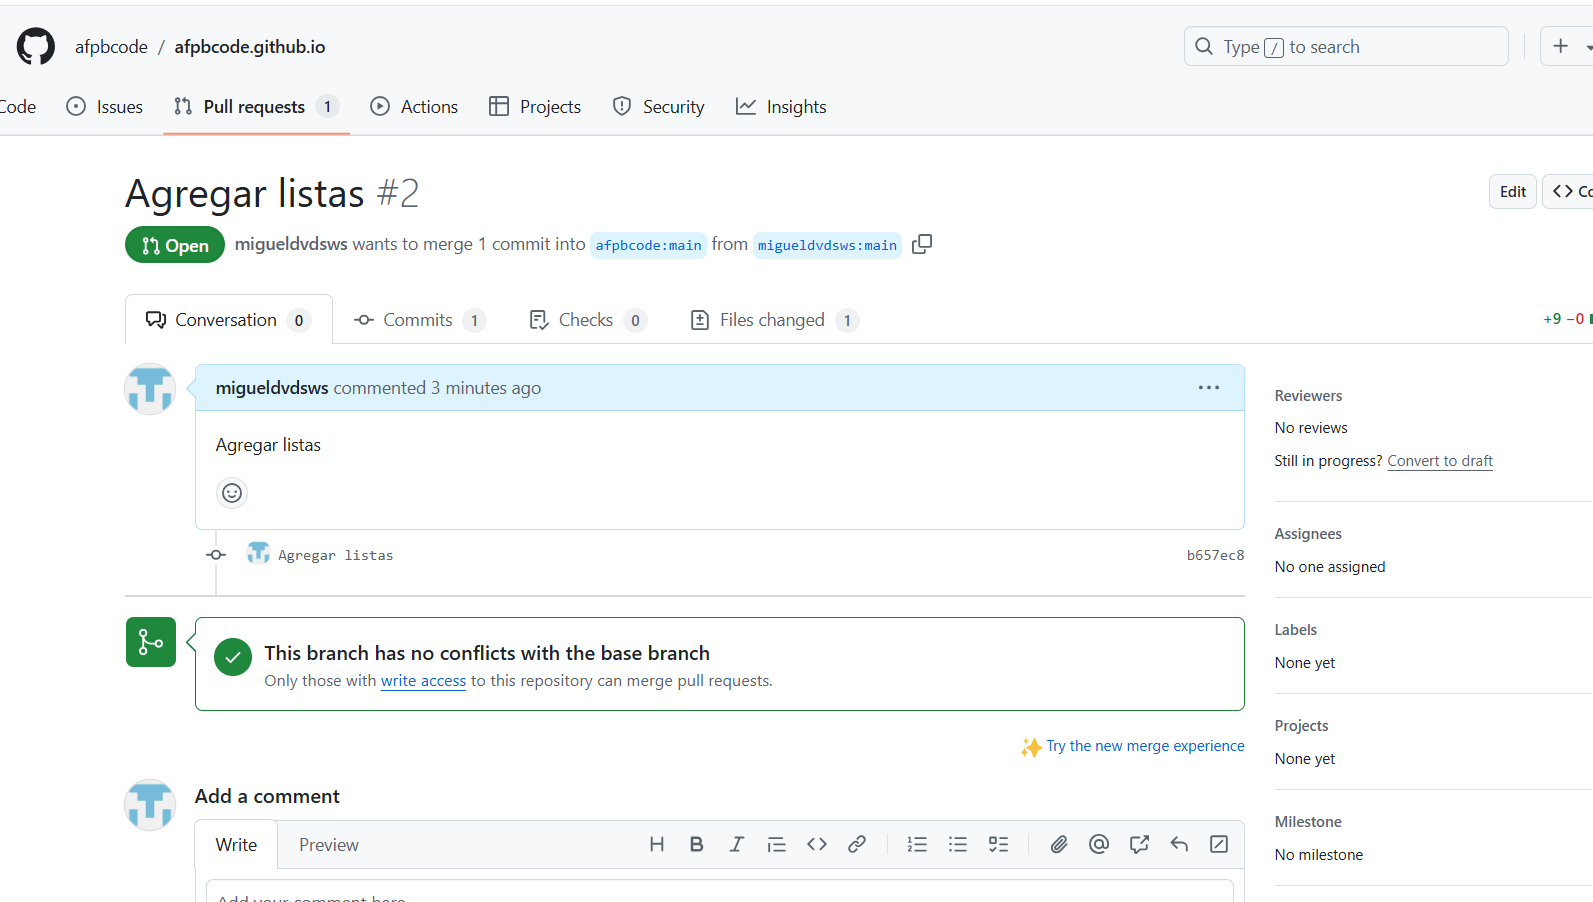 afpbcode / afpbcode.github.io
Type / to search
Code
Issues
Pull requests 1
Actions
Projects
Security
Insights
Agregar listas #2
Edit
<> Co
Open
migueldvdsws wants to merge 1 commit into afpbcode:main from migueldvdsws:main
Conversation 0
Commits 1
Checks 0
Files changed 1
+9 −0
migueldvdsws commented 3 minutes ago
Agregar listas
Agregar listas
b657ec8
This branch has no conflicts with the base branch
Only those with write access to this repository can merge pull requests.
Try the new merge experience
Add a comment
Write
Preview
Add your comment here
Reviewers
No reviews
Still in progress? Convert to draft
Assignees
No one assigned
Labels
None yet
Projects
None yet
Milestone
No milestone